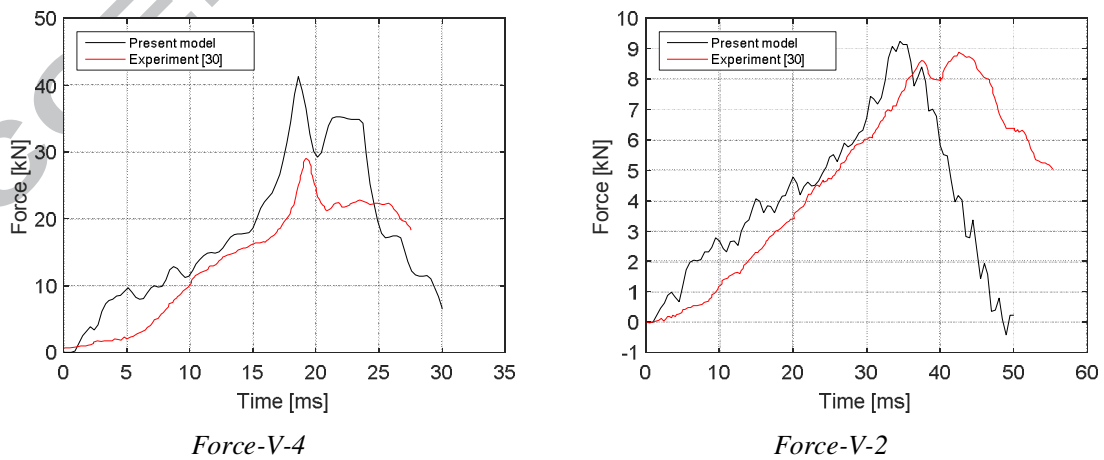 50
40
30
20
10
0
Force [kN]
Present model
Experiment [30]
0 5 10 15 20 25 30 35
Time [ms]
Force-V-4
10
9
8
7
6
5
4
3
2
1
0
-1
Force [kN]
Present model
Experiment [30]
0 10 20 30 40 50 60
Time [ms]
Force-V-2